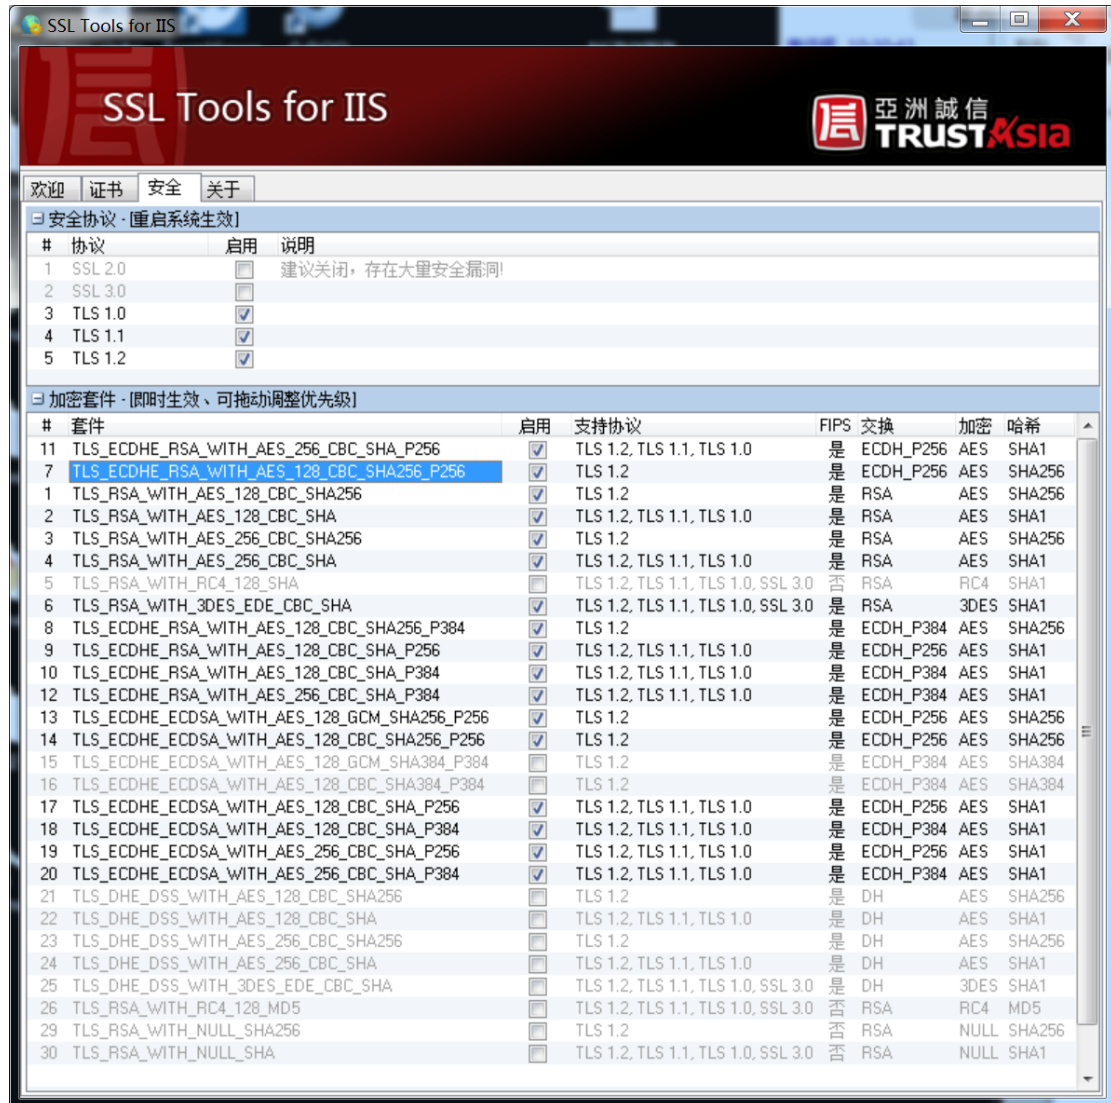 SSL Tools for IIS
SSL Tools for IIS
亞洲誠信
TRUSTAsia
欢迎 证书 安全 关于
安全协议 - [重启系统生效]
# 协议 启用 说明
1 SSL 2.0 建议关闭，存在大量安全漏洞!
2 SSL 3.0
3 TLS 1.0
4 TLS 1.1
5 TLS 1.2
加密套件 - [即时生效、可拖动调整优先级]
# 套件 启用 支持协议 FIPS 交换 加密 哈希
11 TLS_ECDHE_RSA_WITH_AES_256_CBC_SHA_P256 TLS 1.2, TLS 1.1, TLS 1.0 是 ECDH_P256 AES SHA1
7 TLS_ECDHE_RSA_WITH_AES_128_CBC_SHA256_P256 TLS 1.2 是 ECDH_P256 AES SHA256
1 TLS_RSA_WITH_AES_128_CBC_SHA256 TLS 1.2 是 RSA AES SHA256
2 TLS_RSA_WITH_AES_128_CBC_SHA TLS 1.2, TLS 1.1, TLS 1.0 是 RSA AES SHA1
3 TLS_RSA_WITH_AES_256_CBC_SHA256 TLS 1.2 是 RSA AES SHA256
4 TLS_RSA_WITH_AES_256_CBC_SHA TLS 1.2, TLS 1.1, TLS 1.0 是 RSA AES SHA1
5 TLS_RSA_WITH_RC4_128_SHA TLS 1.2, TLS 1.1, TLS 1.0, SSL 3.0 否 RSA RC4 SHA1
6 TLS_RSA_WITH_3DES_EDE_CBC_SHA TLS 1.2, TLS 1.1, TLS 1.0, SSL 3.0 是 RSA 3DES SHA1
8 TLS_ECDHE_RSA_WITH_AES_128_CBC_SHA256_P384 TLS 1.2 是 ECDH_P384 AES SHA256
9 TLS_ECDHE_RSA_WITH_AES_128_CBC_SHA_P256 TLS 1.2, TLS 1.1, TLS 1.0 是 ECDH_P256 AES SHA1
10 TLS_ECDHE_RSA_WITH_AES_128_CBC_SHA_P384 TLS 1.2, TLS 1.1, TLS 1.0 是 ECDH_P384 AES SHA1
12 TLS_ECDHE_RSA_WITH_AES_256_CBC_SHA_P384 TLS 1.2, TLS 1.1, TLS 1.0 是 ECDH_P384 AES SHA1
13 TLS_ECDHE_ECDSA_WITH_AES_128_GCM_SHA256_P256 TLS 1.2 是 ECDH_P256 AES SHA256
14 TLS_ECDHE_ECDSA_WITH_AES_128_CBC_SHA256_P256 TLS 1.2 是 ECDH_P256 AES SHA256
15 TLS_ECDHE_ECDSA_WITH_AES_128_GCM_SHA384_P384 TLS 1.2 是 ECDH_P384 AES SHA384
16 TLS_ECDHE_ECDSA_WITH_AES_128_CBC_SHA384_P384 TLS 1.2 是 ECDH_P384 AES SHA384
17 TLS_ECDHE_ECDSA_WITH_AES_128_CBC_SHA_P256 TLS 1.2, TLS 1.1, TLS 1.0 是 ECDH_P256 AES SHA1
18 TLS_ECDHE_ECDSA_WITH_AES_128_CBC_SHA_P384 TLS 1.2, TLS 1.1, TLS 1.0 是 ECDH_P384 AES SHA1
19 TLS_ECDHE_ECDSA_WITH_AES_256_CBC_SHA_P256 TLS 1.2, TLS 1.1, TLS 1.0 是 ECDH_P256 AES SHA1
20 TLS_ECDHE_ECDSA_WITH_AES_256_CBC_SHA_P384 TLS 1.2, TLS 1.1, TLS 1.0 是 ECDH_P384 AES SHA1
21 TLS_DHE_DSS_WITH_AES_128_CBC_SHA256 TLS 1.2 是 DH AES SHA256
22 TLS_DHE_DSS_WITH_AES_128_CBC_SHA TLS 1.2, TLS 1.1, TLS 1.0 是 DH AES SHA1
23 TLS_DHE_DSS_WITH_AES_256_CBC_SHA256 TLS 1.2 是 DH AES SHA256
24 TLS_DHE_DSS_WITH_AES_256_CBC_SHA TLS 1.2, TLS 1.1, TLS 1.0 是 DH AES SHA1
25 TLS_DHE_DSS_WITH_3DES_EDE_CBC_SHA TLS 1.2, TLS 1.1, TLS 1.0, SSL 3.0 是 DH 3DES SHA1
26 TLS_RSA_WITH_RC4_128_MD5 TLS 1.2, TLS 1.1, TLS 1.0, SSL 3.0 否 RSA RC4 MD5
29 TLS_RSA_WITH_NULL_SHA256 TLS 1.2 否 RSA NULL SHA256
30 TLS_RSA_WITH_NULL_SHA TLS 1.2, TLS 1.1, TLS 1.0, SSL 3.0 否 RSA NULL SHA1